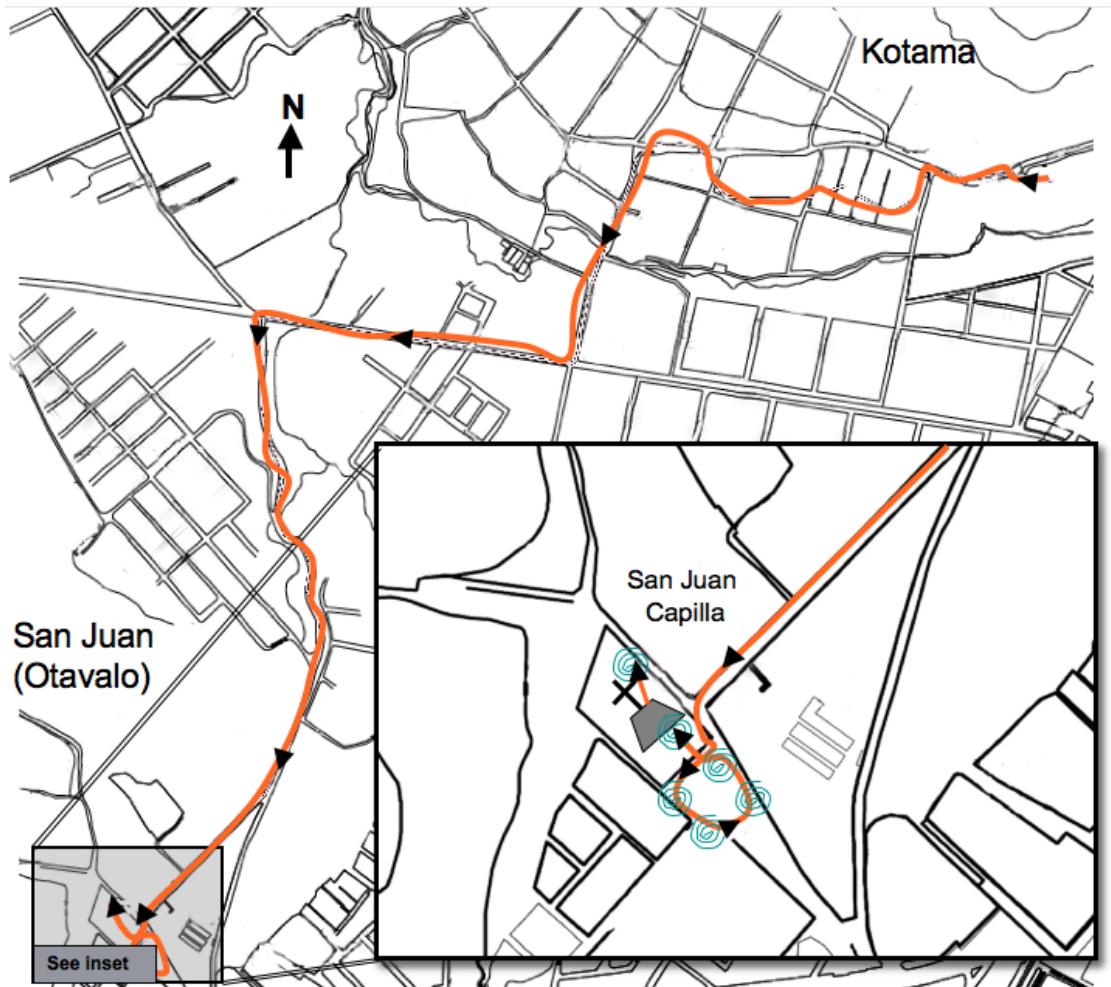 Kotama
N
San Juan
(Otavalo)
San Juan
Capilla
See inset